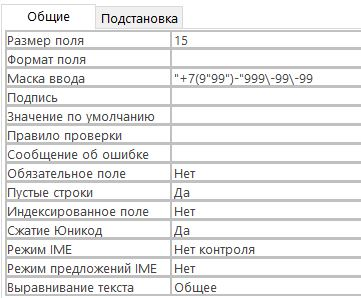 Общие Подстановка
Размер поля 15
Формат поля
Маска ввода "+7(9"99")-"999\-99\-99
Подпись
Значение по умолчанию
Правило проверки
Сообщение об ошибке
Обязательное поле Нет
Пустые строки Да
Индексированное поле Нет
Сжатие Юникод Да
Режим IME Нет контроля
Режим предложений IME Нет
Выравнивание текста Общее